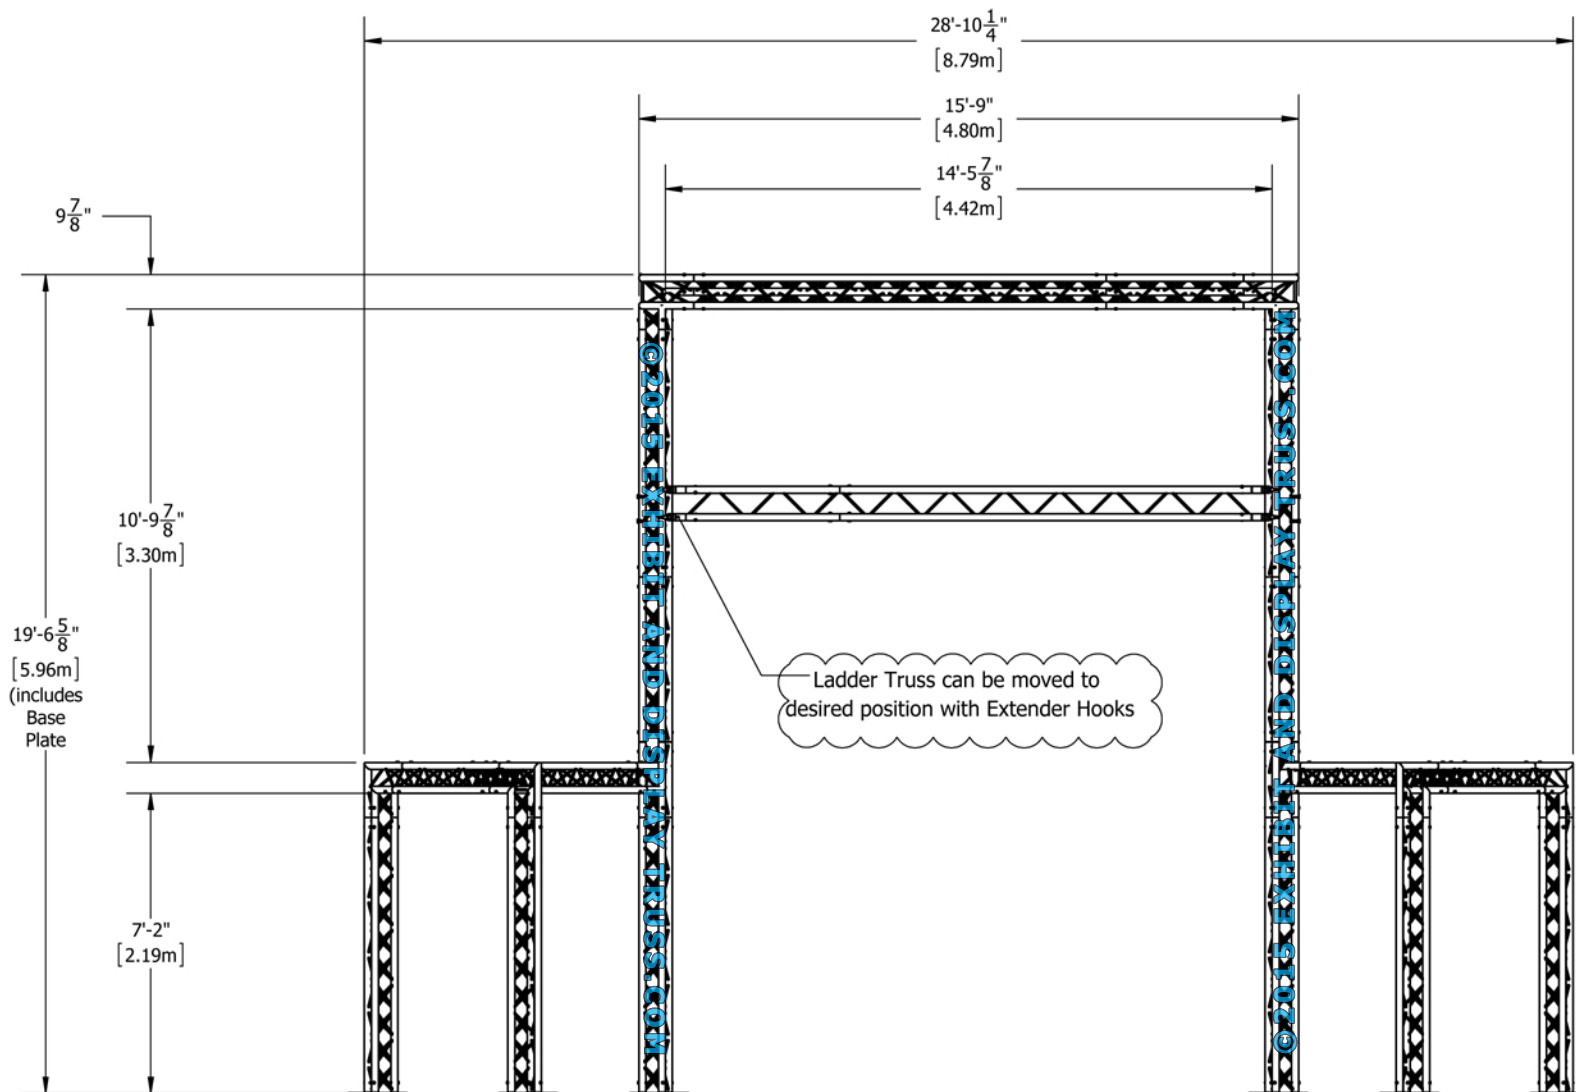 28'-10 1/4"
[8.79m]
15'-9"
[4.80m]
14'-5 7/8"
[4.42m]
9 7/8"
10'-9 7/8"
[3.30m]
19'-6 5/8"
[5.96m]
(includes
Base
Plate
7'-2"
[2.19m]
Ladder Truss can be moved to
desired position with Extender Hooks
©2015 EXHIBIT AND DISPLAY TRUSS.COM
©2015 EXHIBIT AND DISPLAY TRUSS.COM